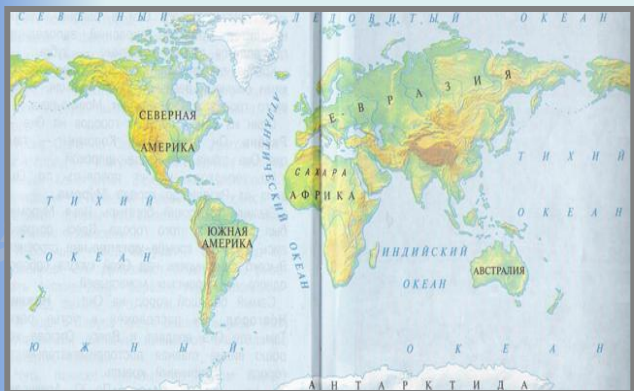 СЕВЕРНЫЙ ЛЕДОВИТЫЙ ОКЕАН
СЕВЕРНАЯ
АМЕРИКА
АТЛАНТИЧЕСКИЙ ОКЕАН
ЕВРАЗИЯ
САХАРА
АФРИКА
ТИХИЙ
ОКЕАН
ТИХИЙ
ОКЕАН
ЮЖНАЯ
АМЕРИКА
ИНДИЙСКИЙ
ОКЕАН
АВСТРАЛИЯ
ЮЖНЫЙ ОКЕАН
АНТАРКТИДА